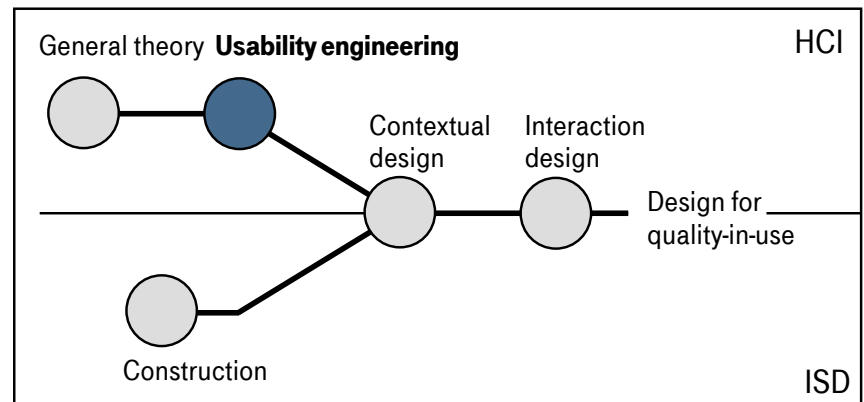 General theory Usability engineering
HCI
Contextual
design
Interaction
design
Design for
quality-in-use
Construction
ISD